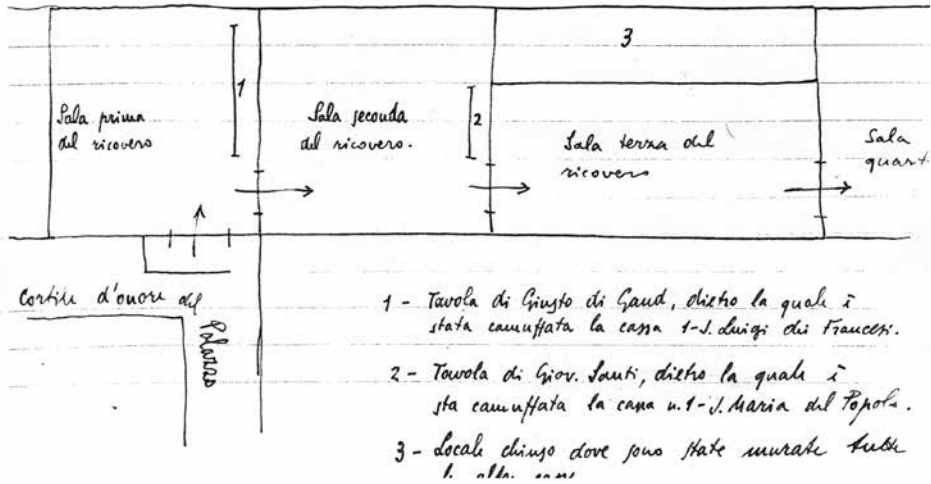 3
1
2
Sala prima
del ricovero
Sala seconda
del ricovero.
Sala terza del
ricovero
Sala
quart
Cortile d'onore del
Palazzo
1 - Tavola di Giusto di Gand, dietro la quale è
stata camuffata la cassa 1-S. Luigi dei Francesi.
2 - Tavola di Giov. Santi, dietro la quale è
sta camuffata la cassa n.1-S. Maria del Popolo.
3 - Locale chiuso dove sono state murate tutte